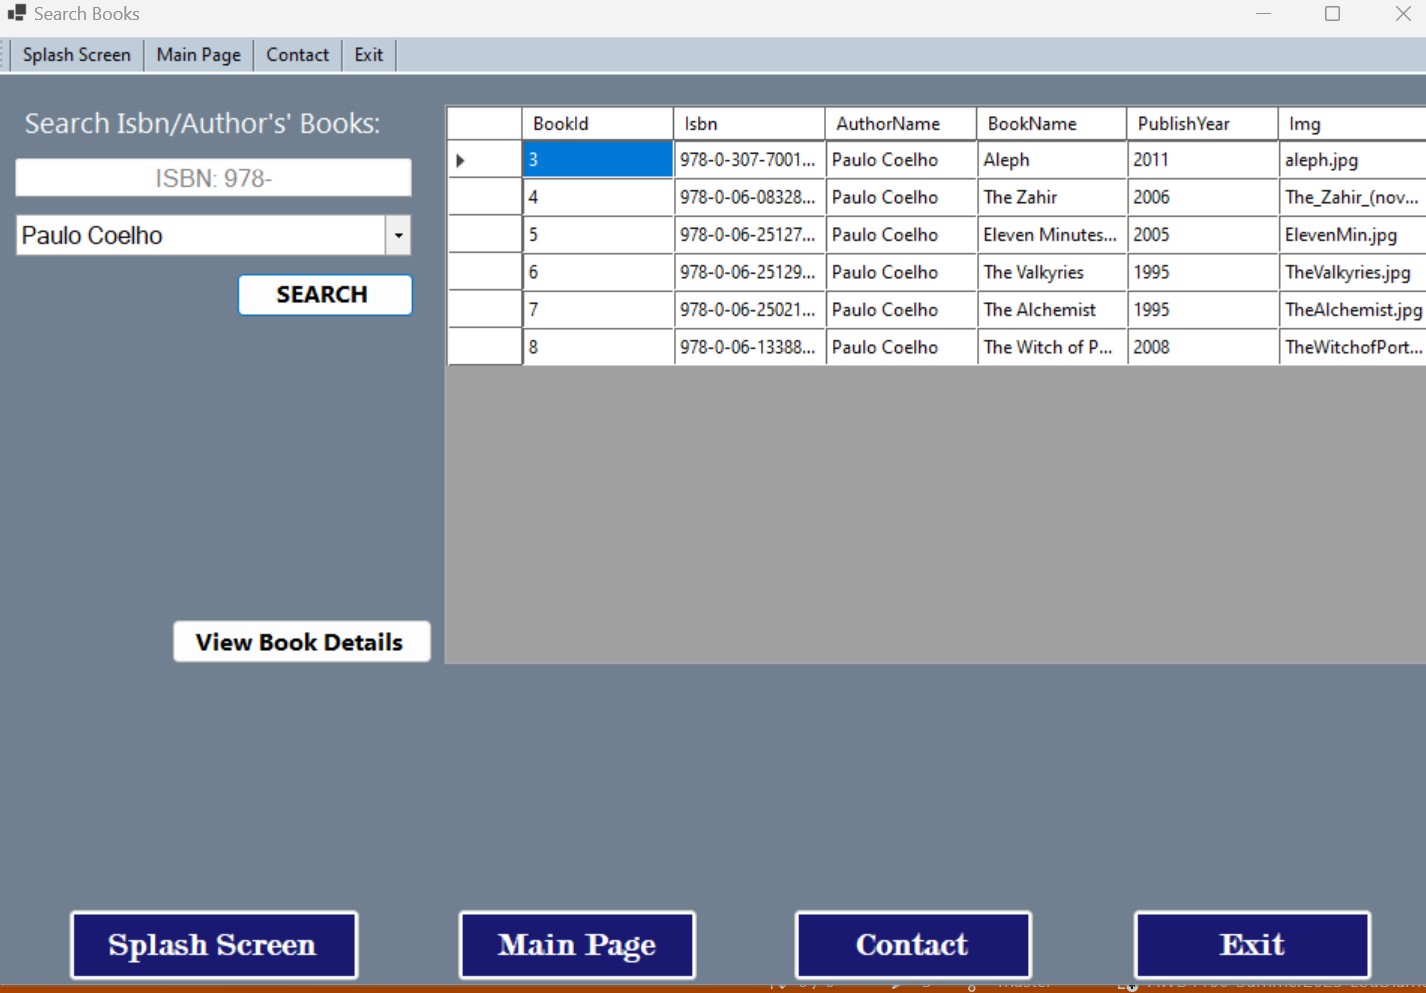 Search Books
Splash Screen Main Page Contact Exit
Search Isbn/Author's' Books:
ISBN: 978-
Paulo Coelho
SEARCH
View Book Details
BookId Isbn AuthorName BookName PublishYear Img
3 978-0-307-7001... Paulo Coelho Aleph 2011 aleph.jpg
4 978-0-06-08328... Paulo Coelho The Zahir 2006 The_Zahir_(nov...
5 978-0-06-25127... Paulo Coelho Eleven Minutes... 2005 ElevenMin.jpg
6 978-0-06-25129... Paulo Coelho The Valkyries 1995 TheValkyries.jpg
7 978-0-06-25021... Paulo Coelho The Alchemist 1995 TheAlchemist.jpg
8 978-0-06-13388... Paulo Coelho The Witch of P... 2008 TheWitchofPort...
Splash Screen Main Page Contact Exit